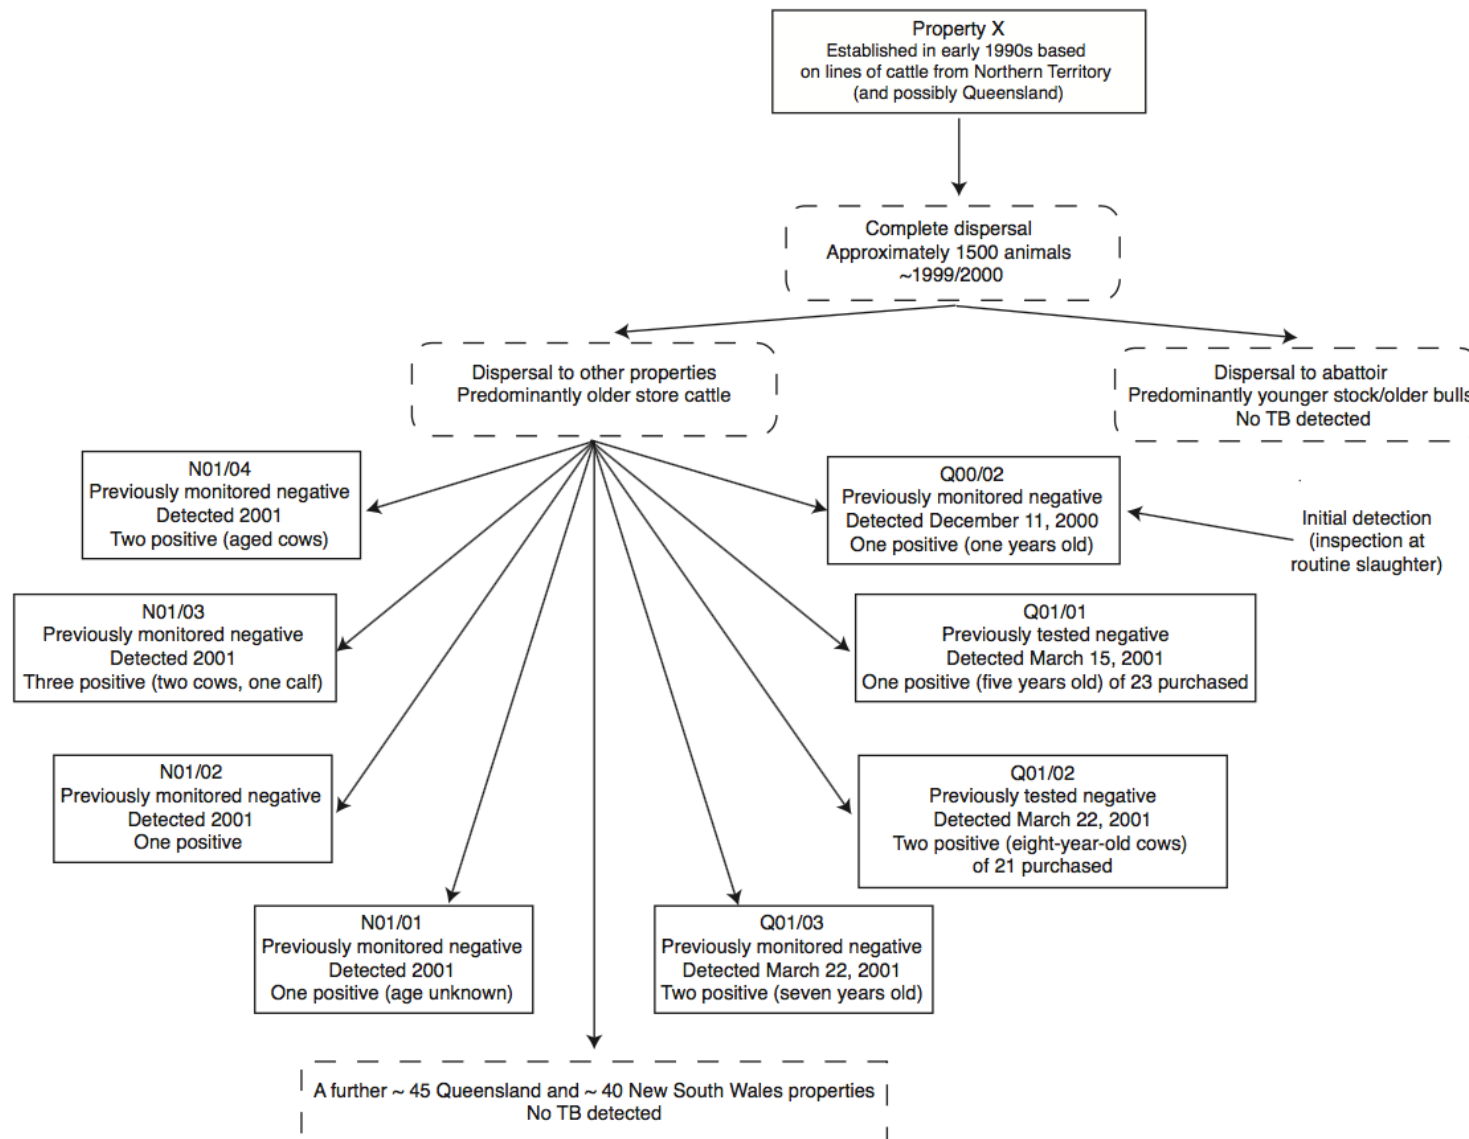 Property X
Established in early 1990s based
on lines of cattle from Northern Territory
(and possibly Queensland)
Complete dispersal
Approximately 1500 animals
~1999/2000
Dispersal to other properties
Predominantly older store cattle
Dispersal to abattoir
Predominantly younger stock/older bulls
No TB detected
N01/04
Previously monitored negative
Detected 2001
Two positive (aged cows)
Q00/02
Previously monitored negative
Detected December 11, 2000
One positive (one years old)
Initial detection
(inspection at
routine slaughter)
N01/03
Previously monitored negative
Detected 2001
Three positive (two cows, one calf)
Q01/01
Previously tested negative
Detected March 15, 2001
One positive (five years old) of 23 purchased
N01/02
Previously monitored negative
Detected 2001
One positive
Q01/02
Previously tested negative
Detected March 22, 2001
Two positive (eight-year-old cows)
of 21 purchased
N01/01
Previously monitored negative
Detected 2001
One positive (age unknown)
Q01/03
Previously monitored negative
Detected March 22, 2001
Two positive (seven years old)
A further ~ 45 Queensland and ~ 40 New South Wales properties
No TB detected